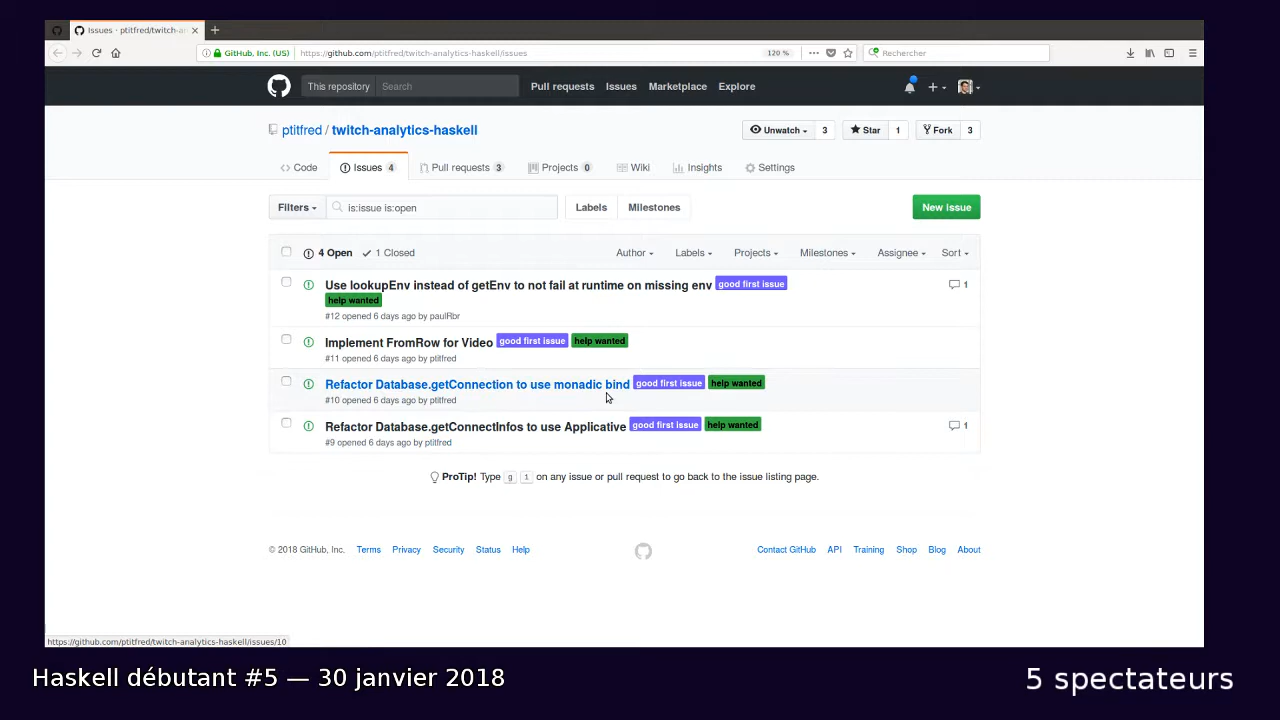 Issues · ptitfred/twitch-an
GitHub, Inc. (US) https://github.com/ptitfred/twitch-analytics-haskell/issues 120 % Rechercher
This repository Search Pull requests Issues Marketplace Explore
ptitfred / twitch-analytics-haskell Unwatch 3 Star 1 Fork 3
Code Issues 4 Pull requests 3 Projects 0 Wiki Insights Settings
Filters is:issue is:open Labels Milestones New issue
4 Open 1 Closed Author Labels Projects Milestones Assignee Sort
Use lookupEnv instead of getEnv to not fail at runtime on missing env good first issue 1
help wanted
#12 opened 6 days ago by paulRbr
Implement FromRow for Video good first issue help wanted
#11 opened 6 days ago by ptitfred
Refactor Database.getConnection to use monadic bind good first issue help wanted
#10 opened 6 days ago by ptitfred
Refactor Database.getConnectInfos to use Applicative good first issue help wanted 1
#9 opened 6 days ago by ptitfred
ProTip! Type g i on any issue or pull request to go back to the issue listing page.
© 2018 GitHub, Inc. Terms Privacy Security Status Help Contact GitHub API Training Shop Blog About
https://github.com/ptitfred/twitch-analytics-haskell/issues/10
Haskell débutant #5 — 30 janvier 2018 5 spectateurs